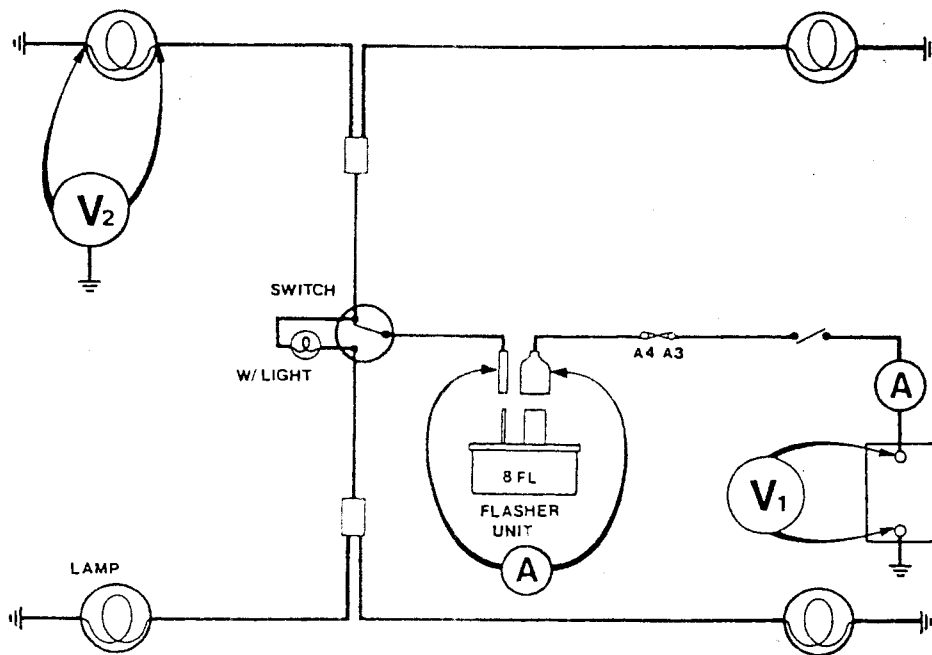 V2
SWITCH
W/ LIGHT
A4 A3
A
8 FL
FLASHER
UNIT
V1
A
LAMP